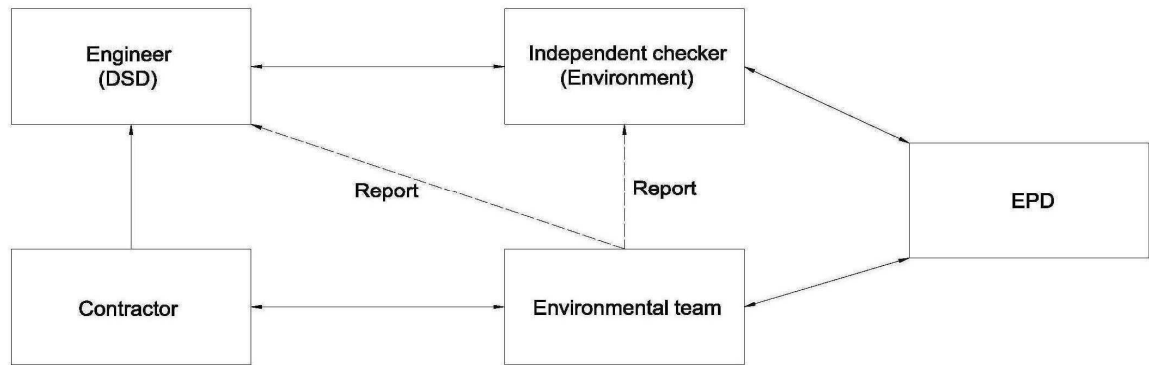 Engineer
(DSD)
Independent checker
(Environment)
EPD
Report
Report
Contractor
Environmental team